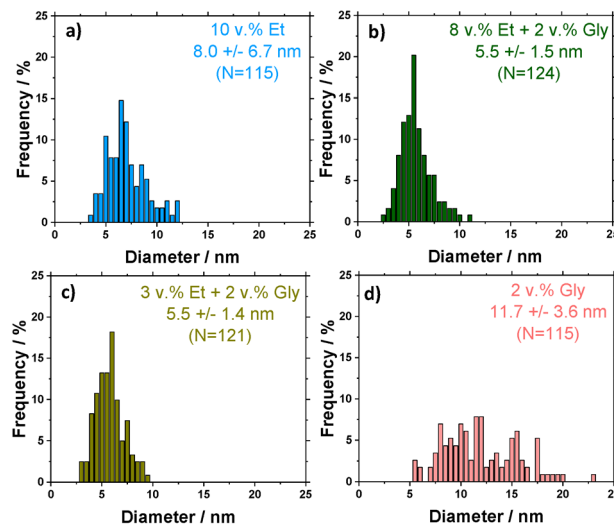 a)
10 v.% Et
8.0 +/- 6.7 nm
(N=115)
Frequency / %
25
20
15
10
5
0
0 5 10 15 20 25
Diameter / nm
b)
8 v.% Et + 2 v.% Gly
5.5 +/- 1.5 nm
(N=124)
Frequency / %
25
20
15
10
5
0
0 5 10 15 20 25
Diameter / nm
c)
3 v.% Et + 2 v.% Gly
5.5 +/- 1.4 nm
(N=121)
Frequency / %
25
20
15
10
5
0
0 5 10 15 20 25
Diameter / nm
d)
2 v.% Gly
11.7 +/- 3.6 nm
(N=115)
Frequency / %
25
20
15
10
5
0
0 5 10 15 20 25
Diameter / nm